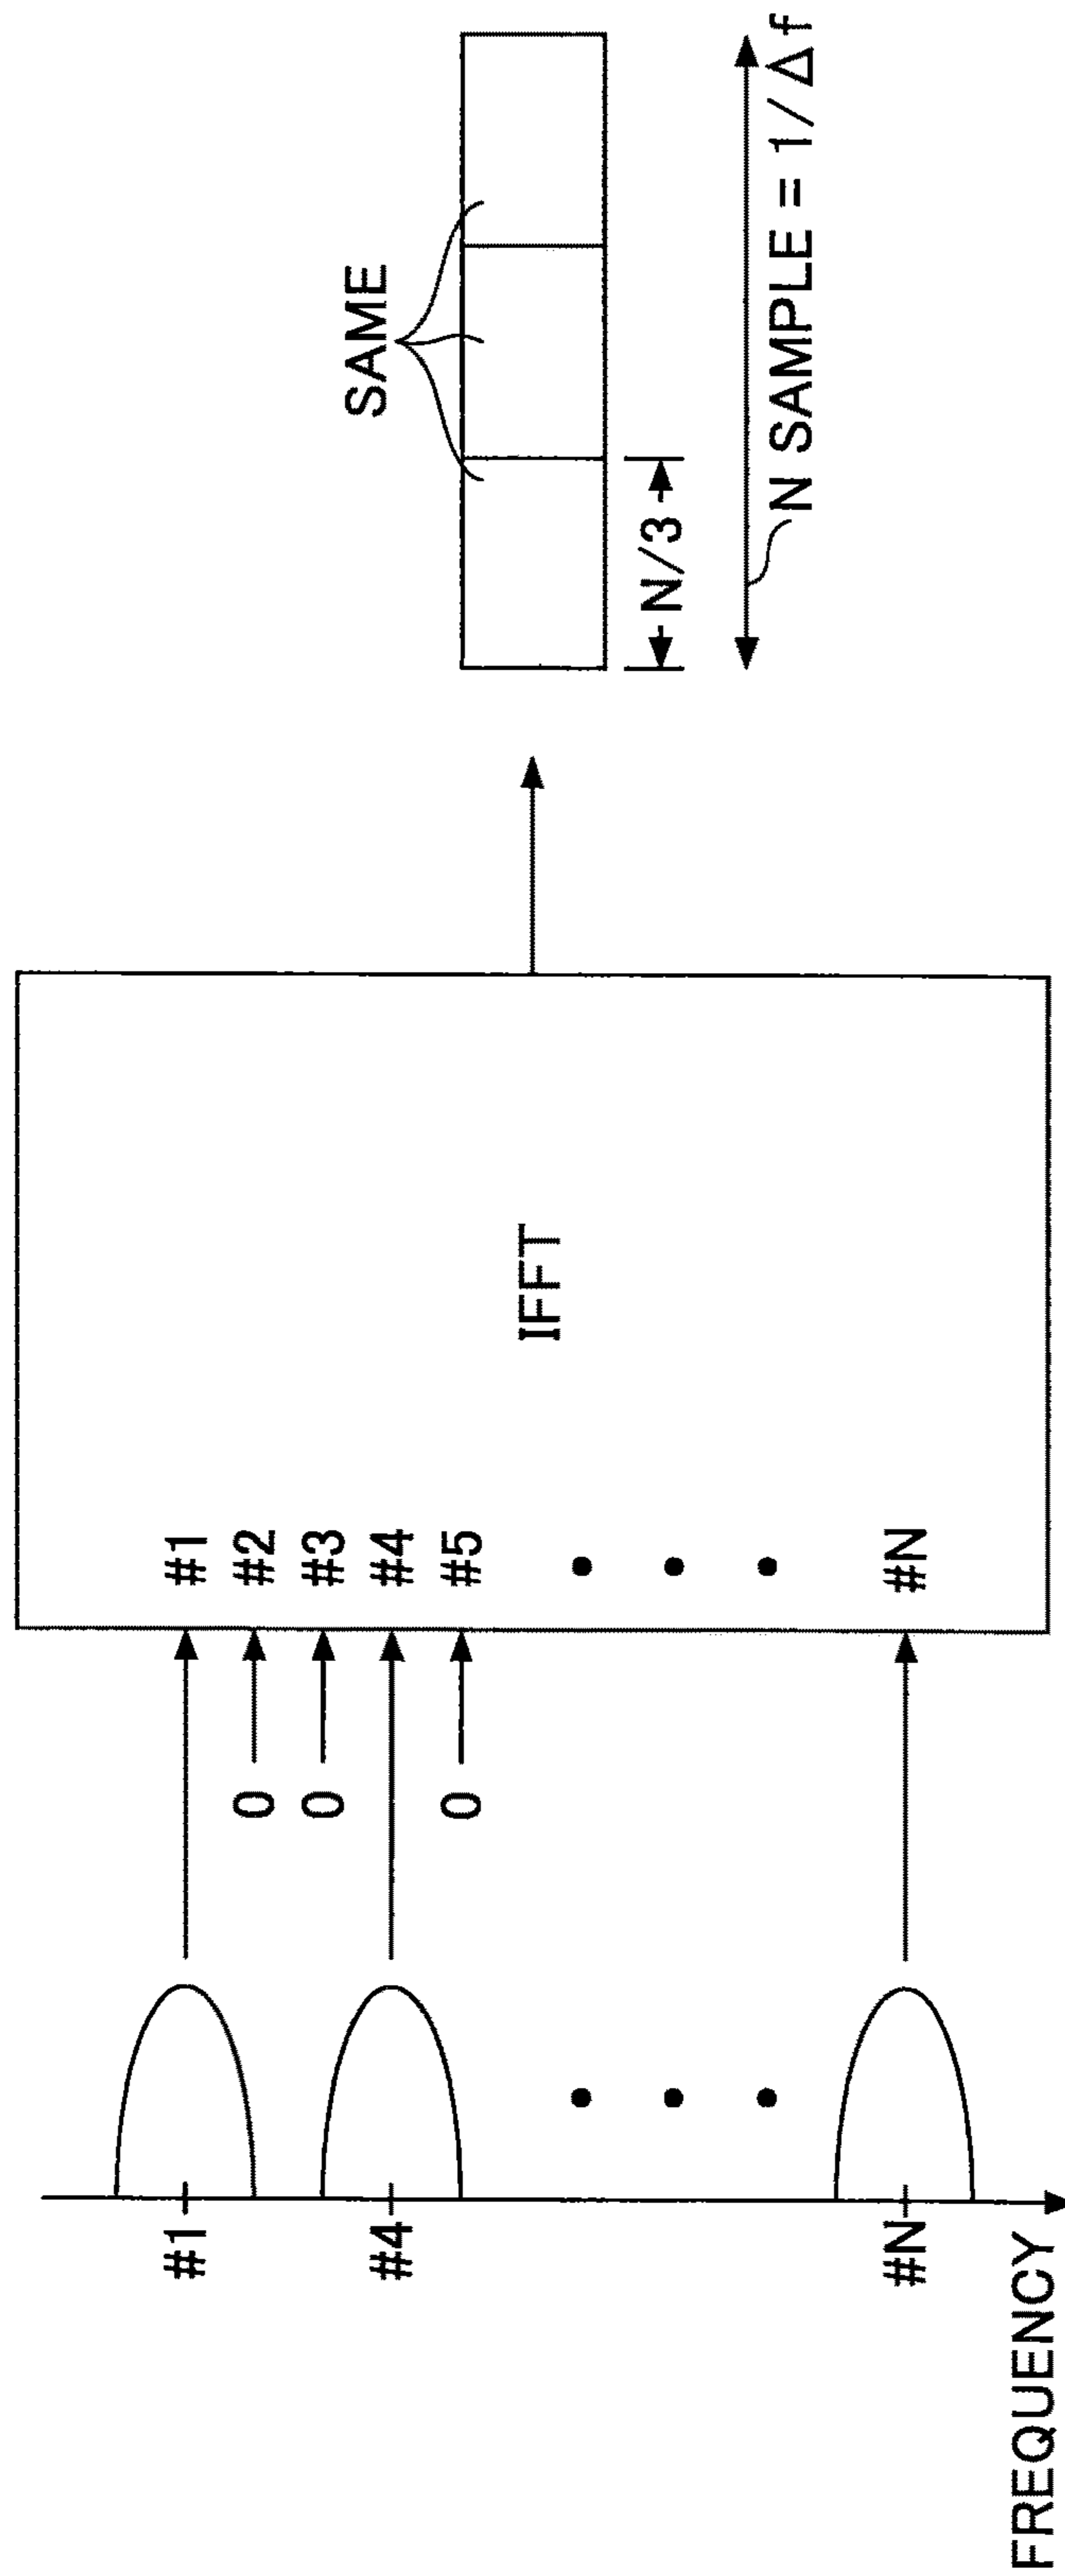 #1
#4
#N
FREQUENCY
0
0
0
#1
#2
#3
#4
#5
#N
IFFT
SAME
N/3
N SAMPLE = 1/Δf